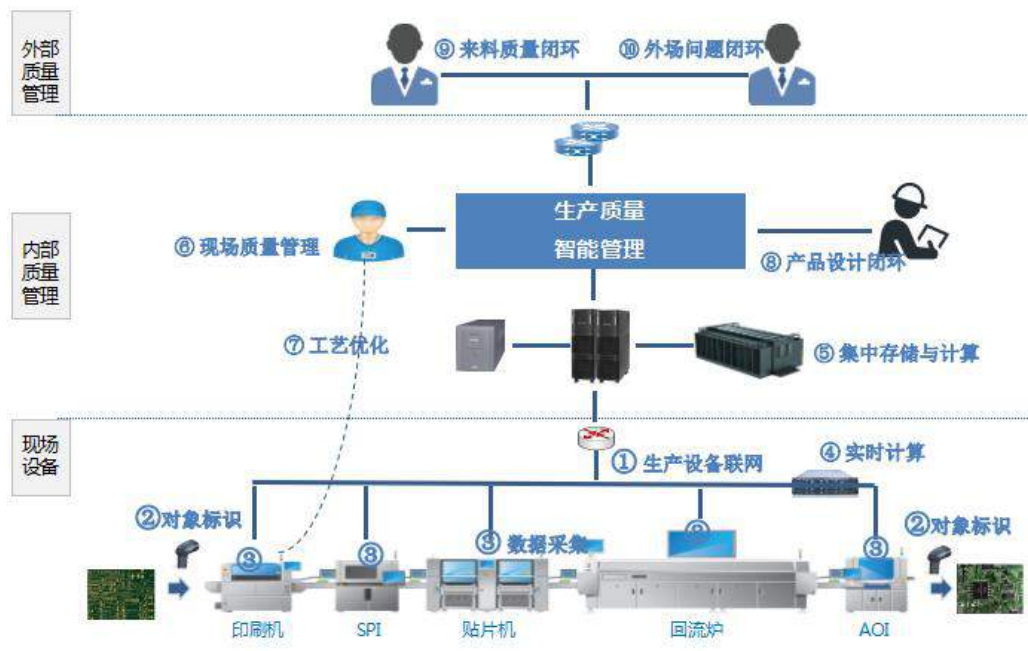 外部
质量
管理
⑨ 来料质量闭环
⑩ 外场问题闭环
内部
质量
管理
生产质量
智能管理
⑥ 现场质量管理
⑧ 产品设计闭环
⑦ 工艺优化
⑤ 集中存储与计算
现场
设备
① 生产设备联网
④ 实时计算
②对象标识
③
③
③ 数据采集
③
②对象标识
印刷机
SPI
贴片机
回流炉
AOI